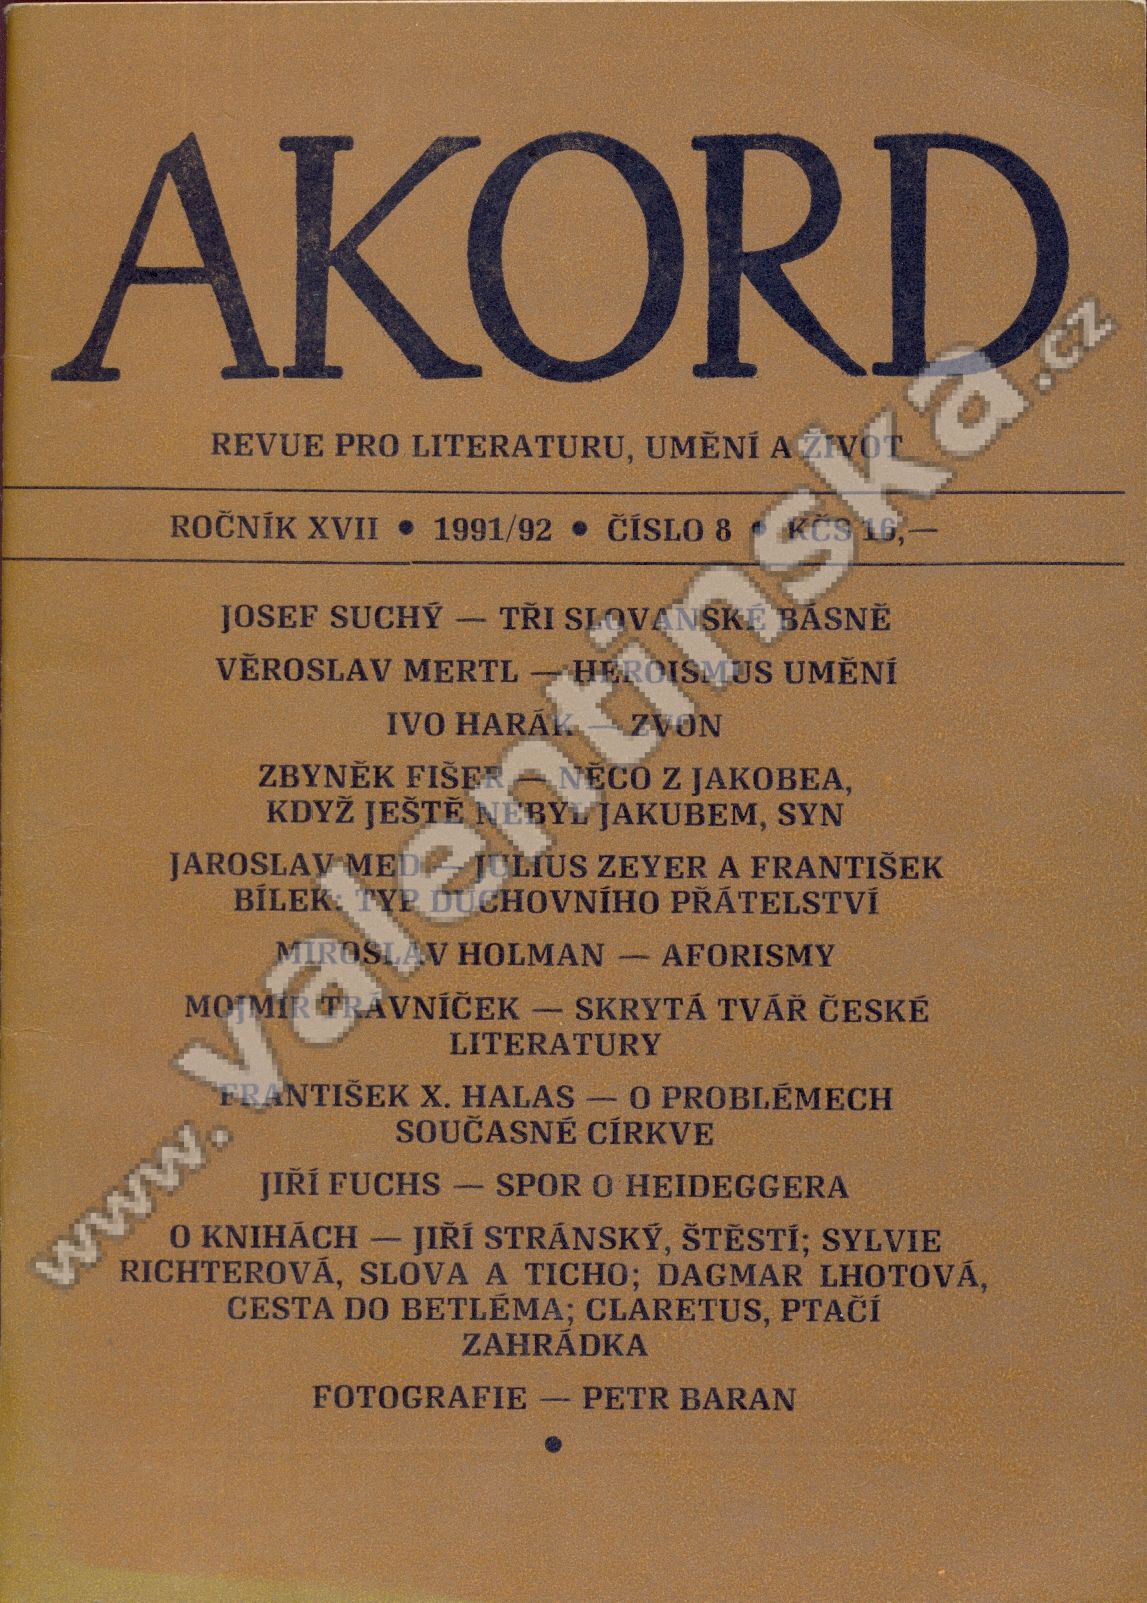 AKORD
REVUE PRO LITERATURU, UMĚNÍ A ŽIVOT
ROČNÍK XVII • 1991/92 • ČÍSLO 8 • KČS 16,—
JOSEF SUCHÝ — TŘI SLOVANSKÉ BÁSNĚ
VĚROSLAV MERTL — HEROISMUS UMĚNÍ
IVO HARÁK — ZVON
ZBYNĚK FIŠER — NĚCO Z JAKOBEA,
KDYŽ JEŠTĚ NEBYL JAKUBEM, SYN
JAROSLAV MED — JULIUS ZEYER A FRANTIŠEK
BÍLEK: TYP DUCHOVNÍHO PŘÁTELSTVÍ
MIROSLAV HOLMAN — AFORISMY
MOJMÍR TRÁVNÍČEK — SKRYTÁ TVÁŘ ČESKÉ
LITERATURY
FRANTIŠEK X. HALAS — O PROBLÉMECH
SOUČASNÉ CÍRKVE
JIŘÍ FUCHS — SPOR O HEIDEGGERA
O KNIHÁCH — JIŘÍ STRÁNSKÝ, ŠTĚSTÍ; SYLVIE
RICHTEROVÁ, SLOVA A TICHO; DAGMAR LHOTOVÁ,
CESTA DO BETLÉMA; CLARETUS, PTAČÍ
ZAHRÁDKA
FOTOGRAFIE — PETR BARAN
www.valentinska.cz